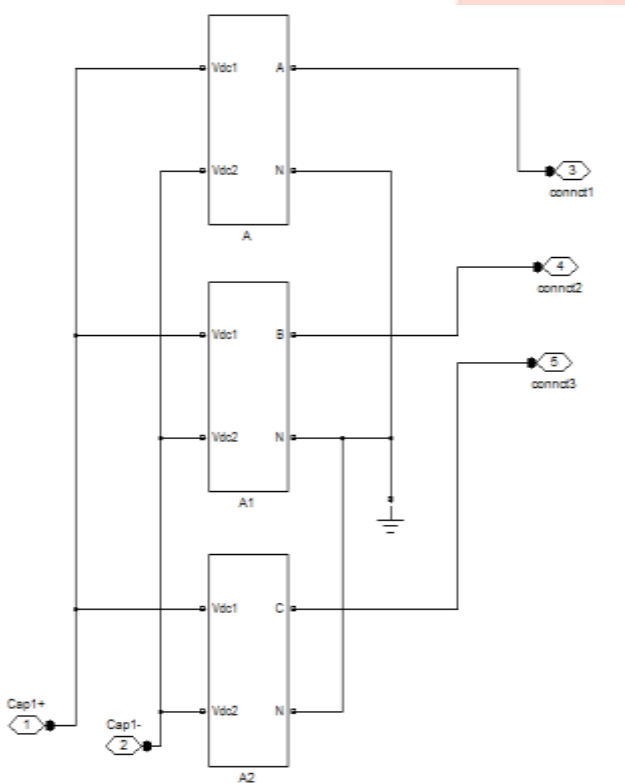 Vdc1 A
Vdc2 N
A
3
connct1
4
connct2
Vdc1 B
Vdc2 N
A1
5
connct3
Vdc1 C
Vdc2 N
A2
Cap1+
1
Cap1-
2